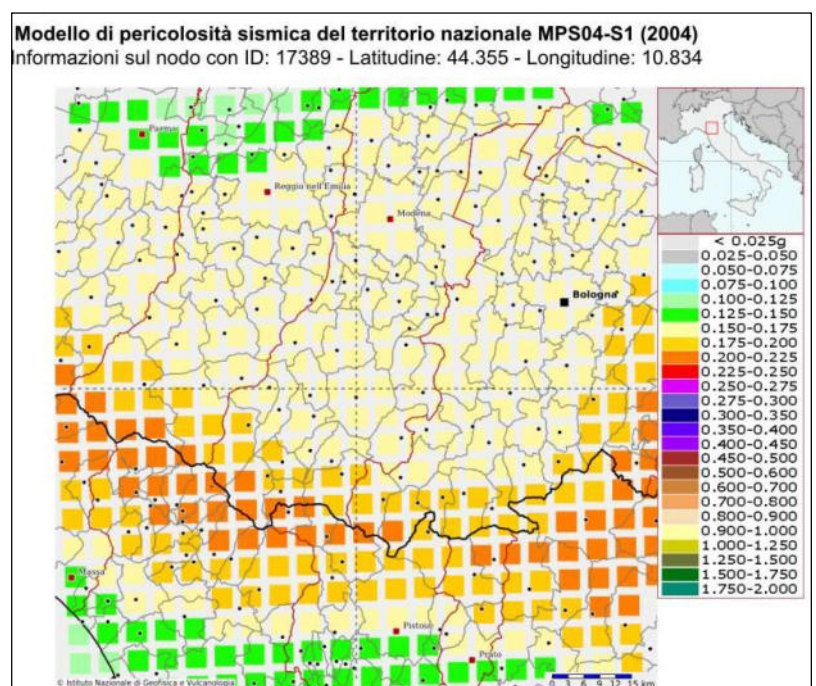 Modello di pericolosità sismica del territorio nazionale MPS04-S1 (2004)
Informazioni sul nodo con ID: 17389 - Latitudine: 44.355 - Longitudine: 10.834
Parma
Reggio nell'Emilia
Modena
Bologna
Massa
Pistoia
Prato
< 0.025g
0.025-0.050
0.050-0.075
0.075-0.100
0.100-0.125
0.125-0.150
0.150-0.175
0.175-0.200
0.200-0.225
0.225-0.250
0.250-0.275
0.275-0.300
0.300-0.350
0.350-0.400
0.400-0.450
0.450-0.500
0.500-0.600
0.600-0.700
0.700-0.800
0.800-0.900
0.900-1.000
1.000-1.250
1.250-1.500
1.500-1.750
1.750-2.000
© Istituto Nazionale di Geofisica e Vulcanologia
0 3 6 9 12 15 km